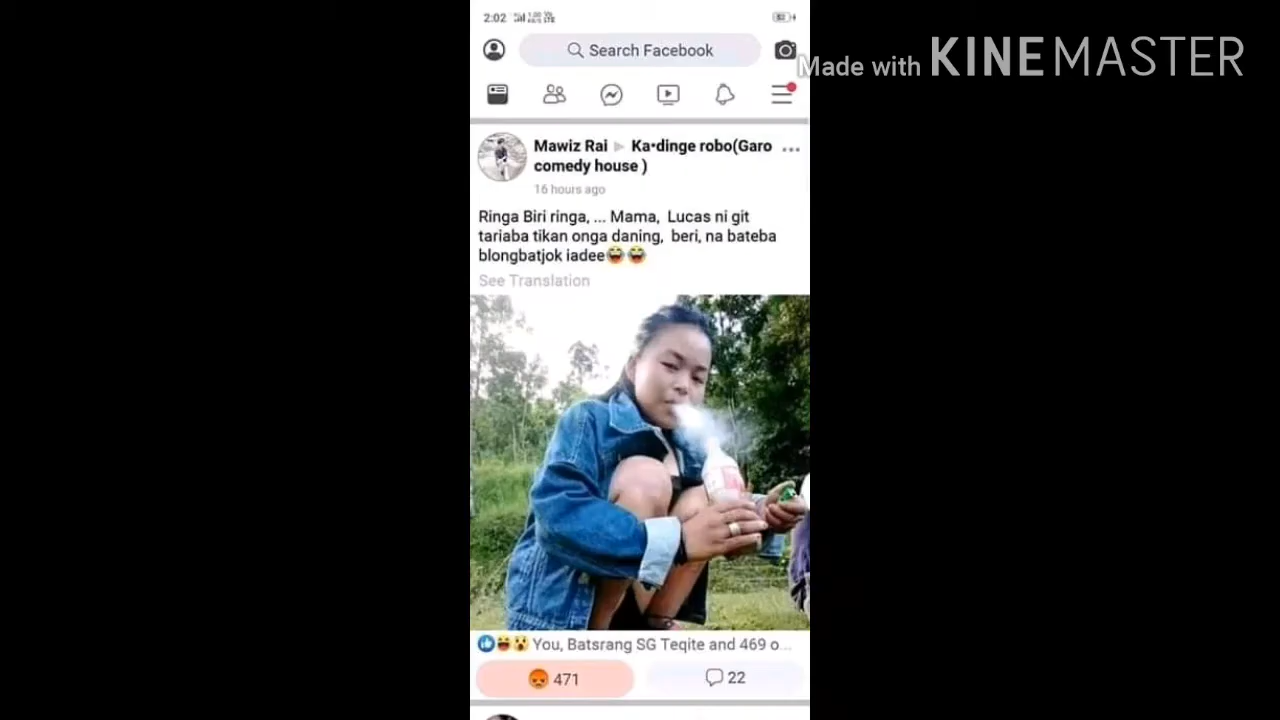 2:02
Search Facebook
Made with KINEMASTER
Mawiz Rai ▶ Ka•dinge robo(Garo
comedy house )
16 hours ago
Ringa Biri ringa, ... Mama, Lucas ni git
tariaba tikan onga daning, beri, na bateba
blongbatjok iadee😂😂
See Translation
You, Batsrang SG Teqite and 469 o...
471
22